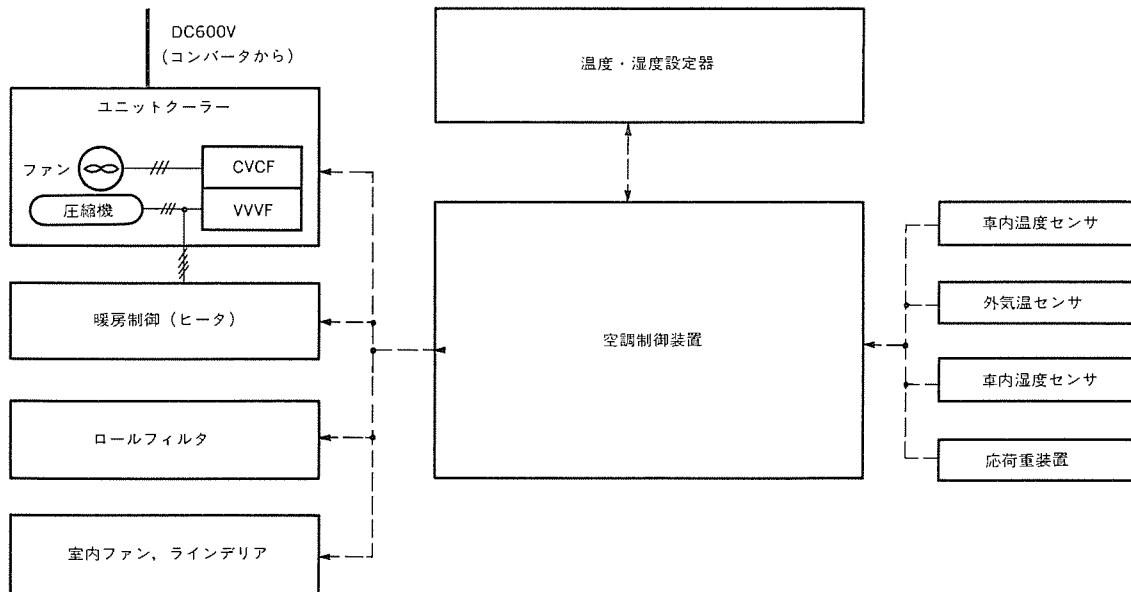 DC600V
(コンバータから)
ユニットクーラー
ファン
CVCF
圧縮機
VVVF
暖房制御(ヒータ)
ロールフィルタ
室内ファン,ラインデリア
温度・湿度設定器
空調制御装置
車内温度センサ
外気温センサ
車内湿度センサ
応荷重装置